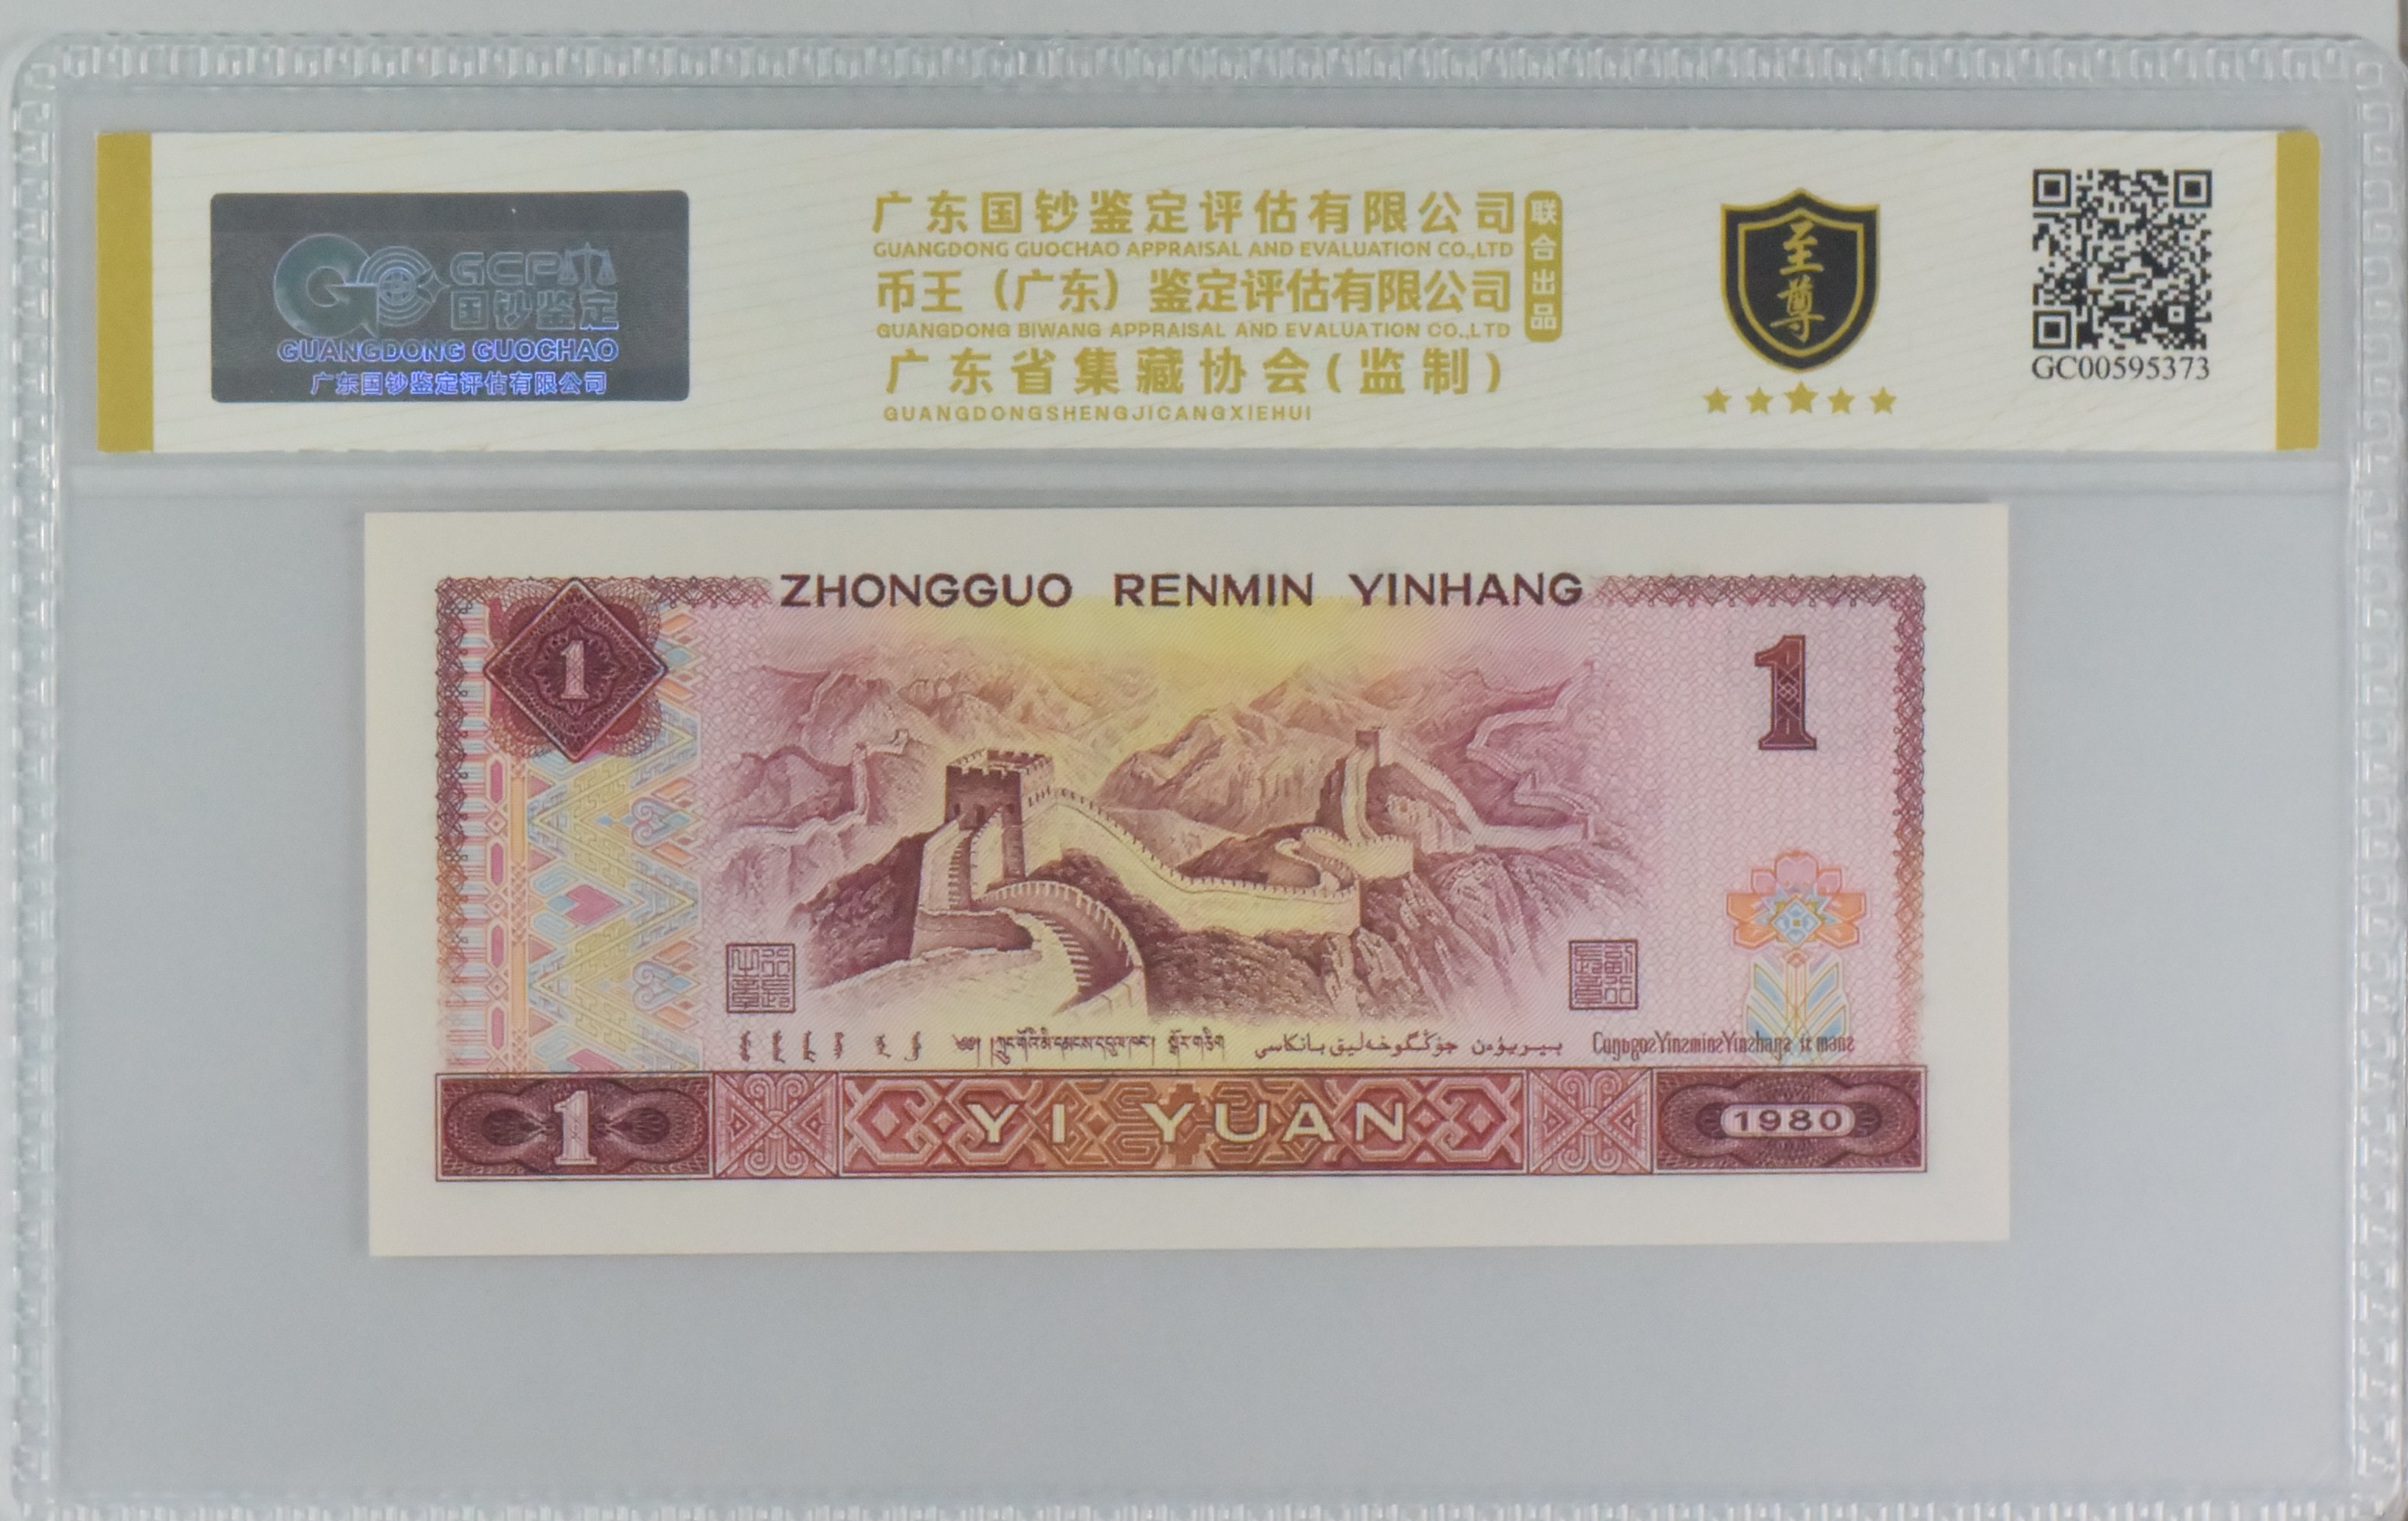 GCP
国钞鉴定
GUANGDONG GUOCHAO
广东国钞鉴定评估有限公司
广东国钞鉴定评估有限公司
GUANGDONG GUOCHAO APPRAISAL AND EVALUATION CO.,LTD
币王（广东）鉴定评估有限公司
GUANGDONG BIWANG APPRAISAL AND EVALUATION CO.,LTD
联合出品
广东省集藏协会(监制)
GUANGDONGSHENGJICANGXIEHUI
至尊
GC00595373
ZHONGGUO RENMIN YINHANG
1
1
جۇڭگوخەلىق بانكاسى بىر يۈەن
1
YI YUAN
1980